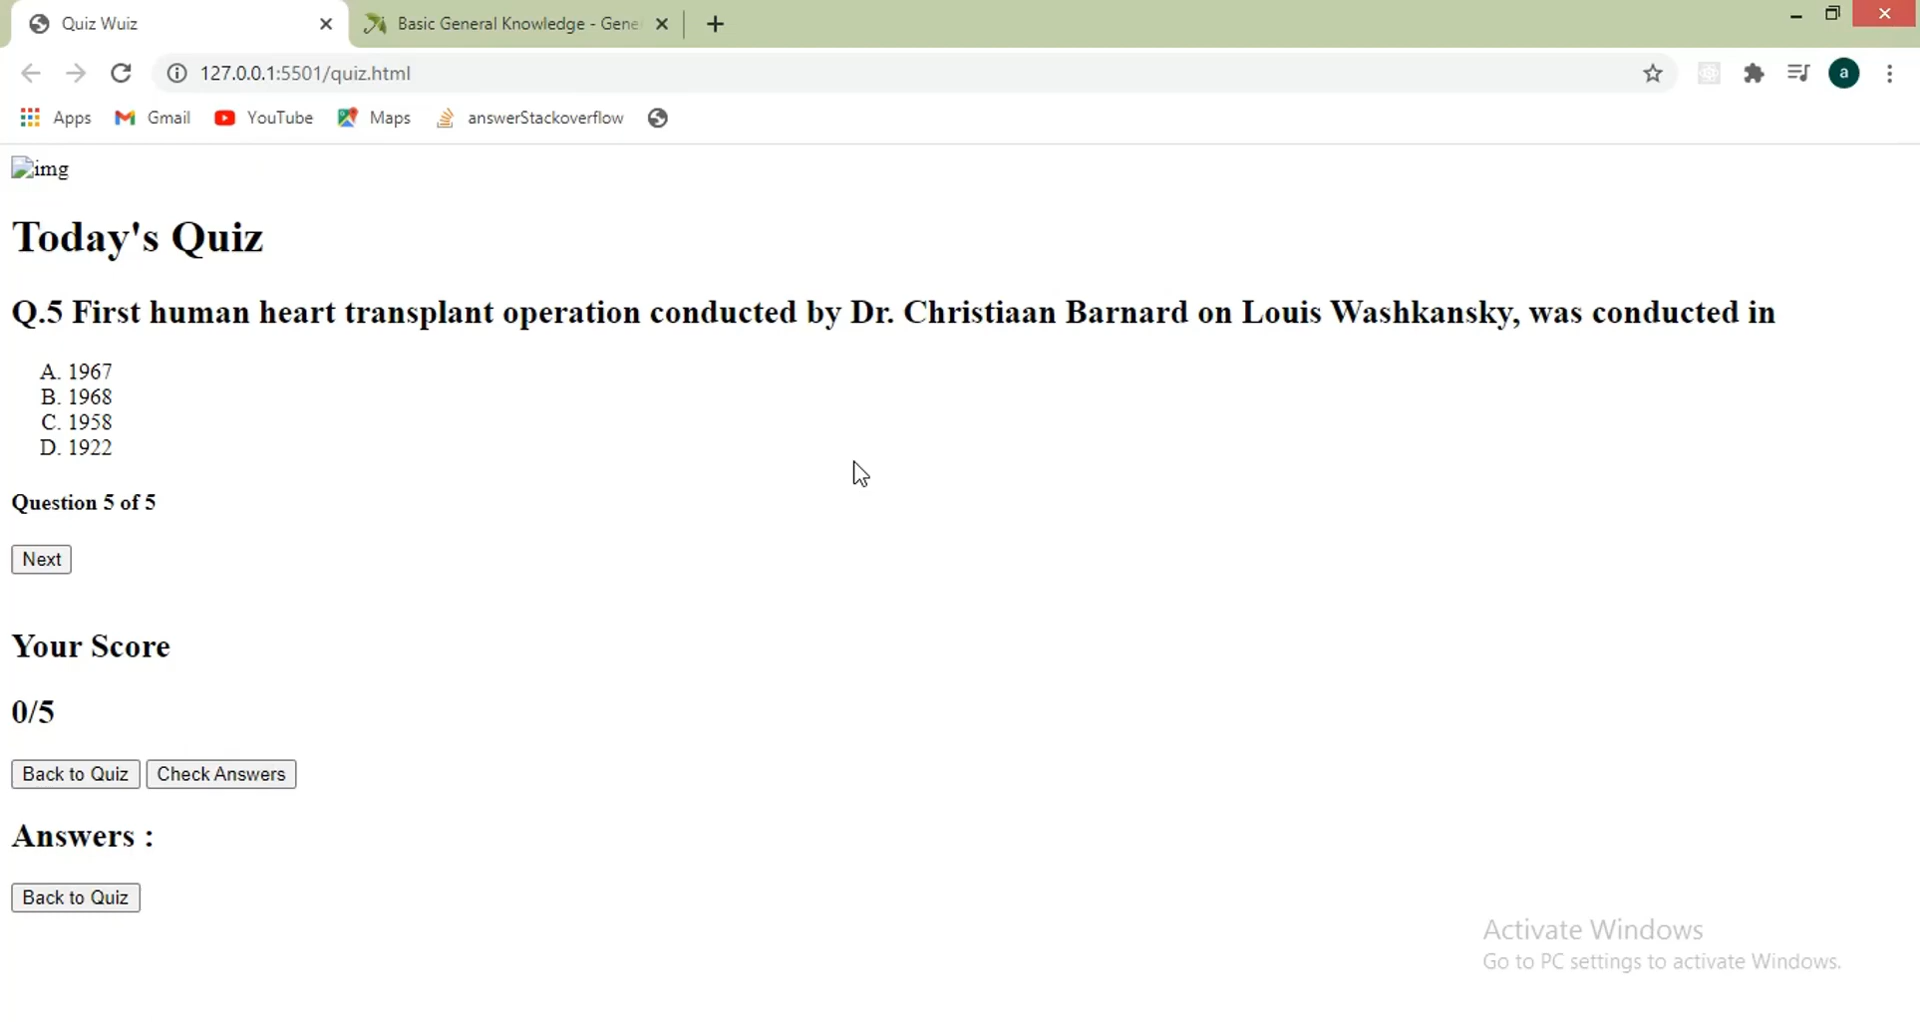 Quiz Wuiz
Basic General Knowledge - Gene
127.0.0.1:5501/quiz.html
a
Apps
Gmail
YouTube
Maps
answerStackoverflow
img
Today's Quiz
Q.5 First human heart transplant operation conducted by Dr. Christiaan Barnard on Louis Washkansky, was conducted in
A. 1967
B. 1968
C. 1958
D. 1922
Question 5 of 5
Next
Your Score
0/5
Back to Quiz
Check Answers
Answers :
Back to Quiz
Activate Windows
Go to PC settings to activate Windows.